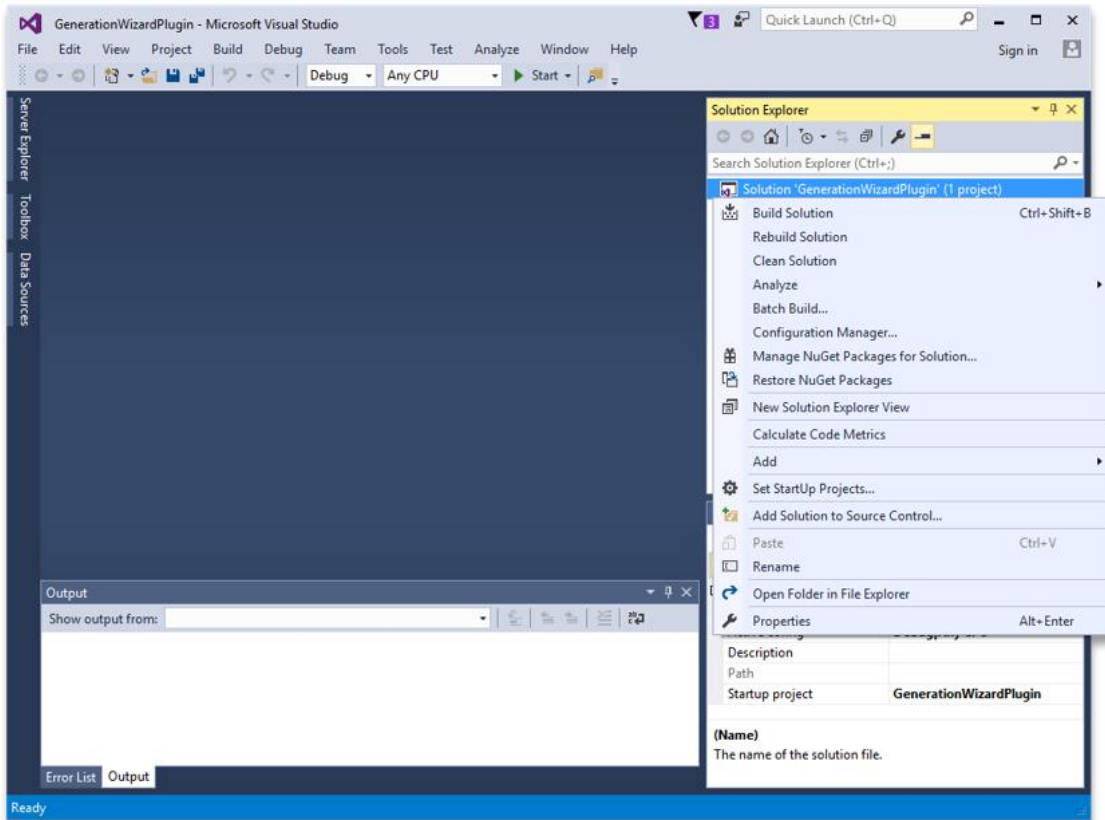 GenerationWizardPlugin - Microsoft Visual Studio
3
Quick Launch (Ctrl+Q)
File Edit View Project Build Debug Team Tools Test Analyze Window Help
Sign in
Debug Any CPU Start
Server Explorer
Toolbox
Data Sources
Solution Explorer
Search Solution Explorer (Ctrl+;)
Solution 'GenerationWizardPlugin' (1 project)
Build Solution Ctrl+Shift+B
Rebuild Solution
Clean Solution
Analyze
Batch Build...
Configuration Manager...
Manage NuGet Packages for Solution...
Restore NuGet Packages
New Solution Explorer View
Calculate Code Metrics
Add
Set StartUp Projects...
Add Solution to Source Control...
Paste Ctrl+V
Rename
Open Folder in File Explorer
Properties Alt+Enter
Description
Path
Startup project GenerationWizardPlugin
(Name)
The name of the solution file.
Output
Show output from:
Error List Output
Ready